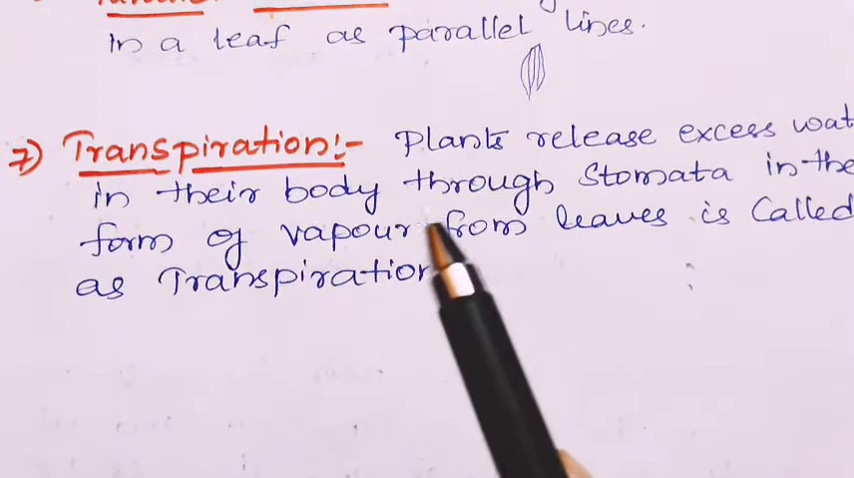 In a leaf as parallel lines.
7) Transpiration:- Plants release excess wat
in their body through Stomata in the
form of vapour from leaves is Called
as Transpiration